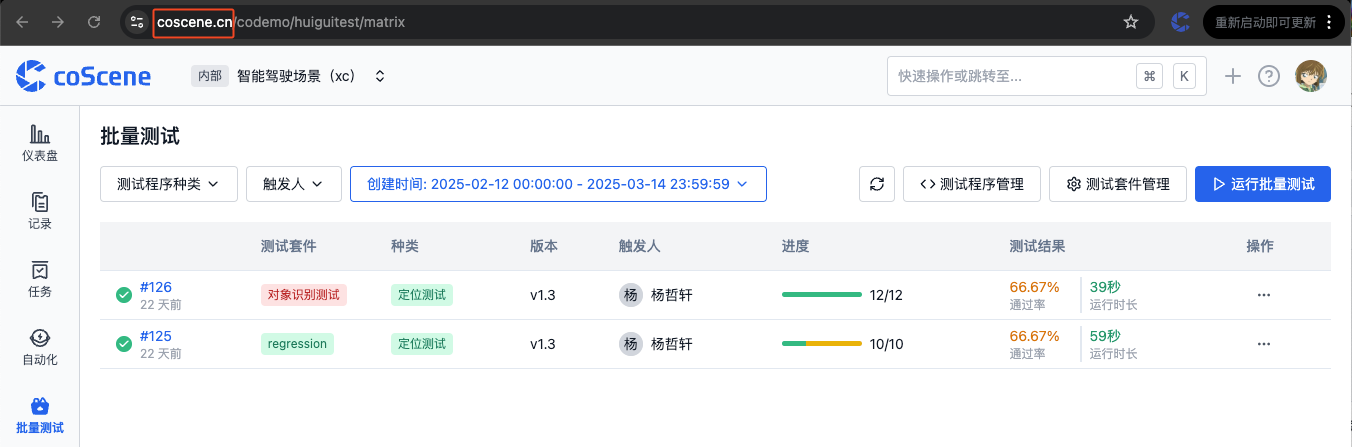 coscene.cn/codemo/huiguitest/matrix
重新启动即可更新
coScene
内部 智能驾驶场景（xc）
快速操作或跳转至... ⌘ K
仪表盘
记录
任务
自动化
批量测试
批量测试
测试程序种类 触发人 创建时间: 2025-02-12 00:00:00 - 2025-03-14 23:59:59 测试程序管理 测试套件管理 运行批量测试
测试套件 种类 版本 触发人 进度 测试结果 操作
#126 对象识别测试 定位测试 v1.3 杨 杨哲轩 12/12 66.67% 39秒 ...
22 天前 通过率 运行时长
#125 regression 定位测试 v1.3 杨 杨哲轩 10/10 66.67% 59秒 ...
22 天前 通过率 运行时长